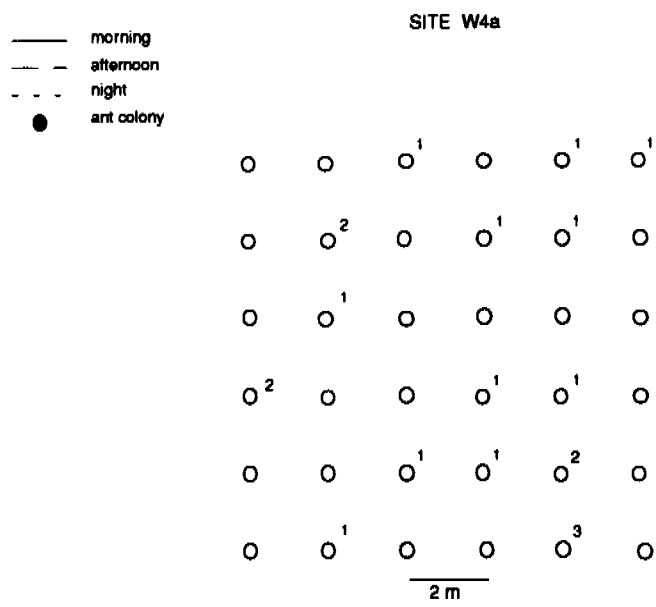 SITE W4a
morning
afternoon
night
ant colony
1 1 1
2 1 1
1
2 1 1
1 1 2
1 3
2 m